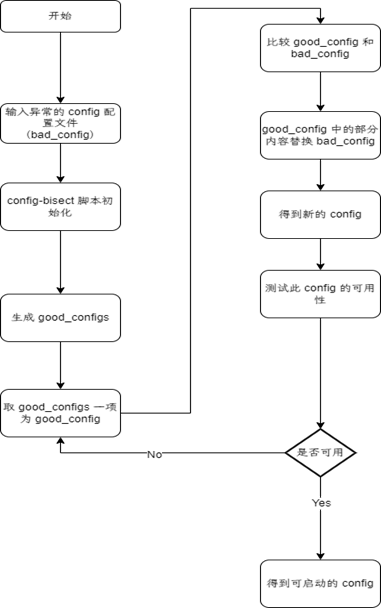 开始
输入异常的 config 配
置文件
(bad_config)
config-bisect 脚本初
始化
生成 good_configs
取 good_configs 一项
为 good_config
比较 good_config 和
bad_config
good_config 中的部分
内容替换 bad_config
得到新的 config
测试此 config 的可用
性
是否可用
No
Yes
得到可启动的 config